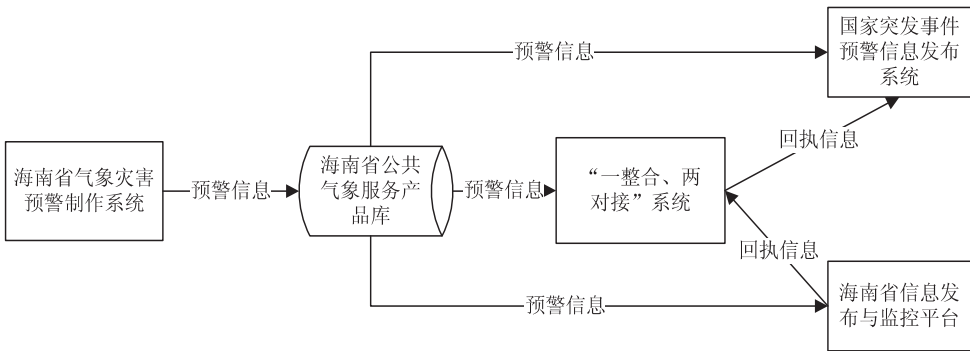 国家突发事件
预警信息发布
系统
预警信息
回执信息
海南省气象灾害
预警制作系统
预警信息
海南省公共
气象服务产
品库
预警信息
“一整合、两
对接”系统
回执信息
预警信息
海南省信息发
布与监控平台